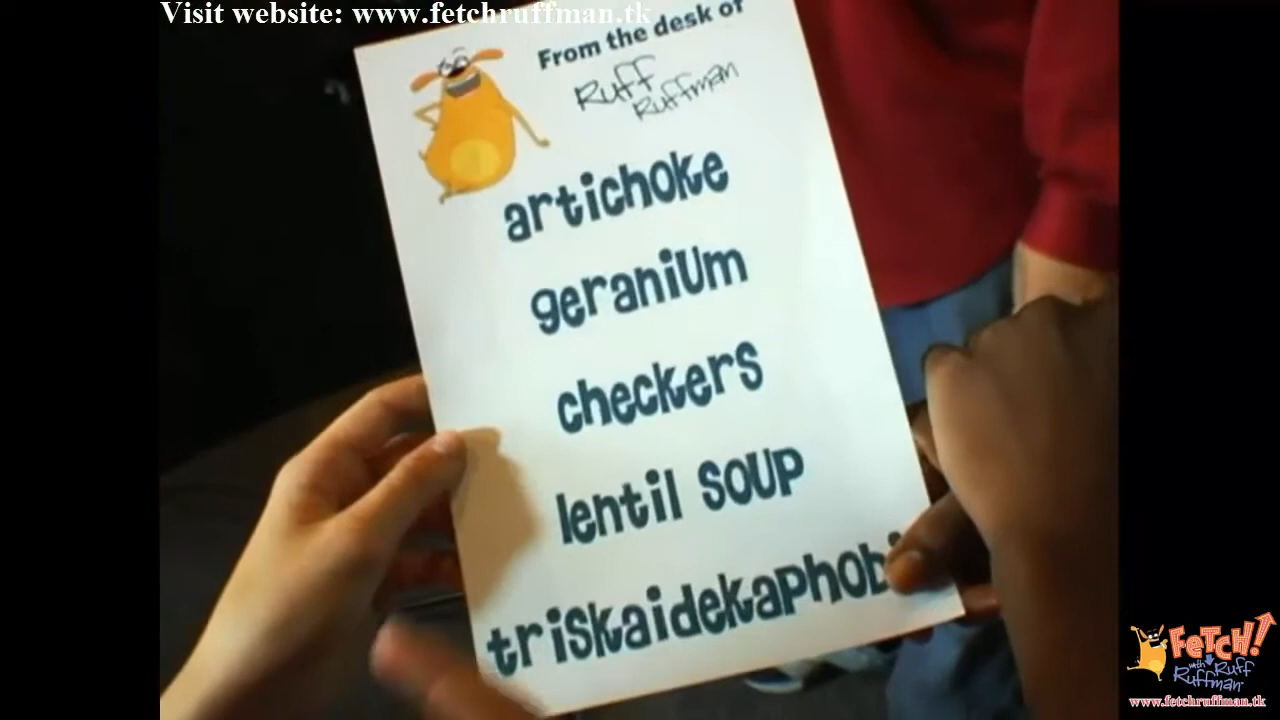 Visit website: www.fetchruffman.tk
From the desk of
Ruff
Ruffman
artichoke
geranium
checkers
lentil soup
triskaidekaphobi
FETCH!
with Ruff
Ruffman
www.fetchruffman.tk